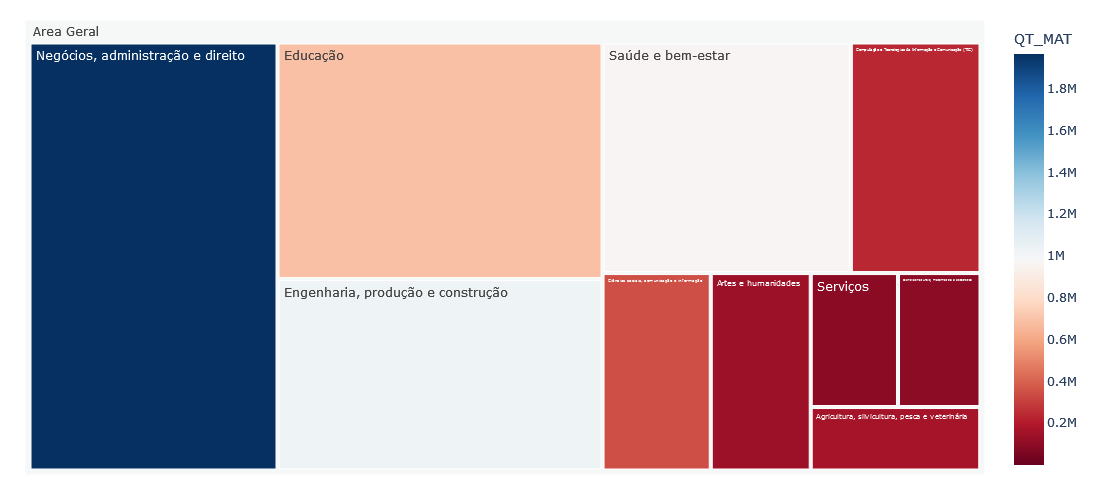 Area Geral
Negócios, administração e direito
Educação
Saúde e bem-estar
Computação e Tecnologias da Informação e Comunicação (TIC)
Engenharia, produção e construção
Ciências sociais, comunicação e informação
Artes e humanidades
Serviços
Agricultura, silvicultura, pesca e veterinária
QT_MAT
1.8M
1.6M
1.4M
1.2M
1M
0.8M
0.6M
0.4M
0.2M